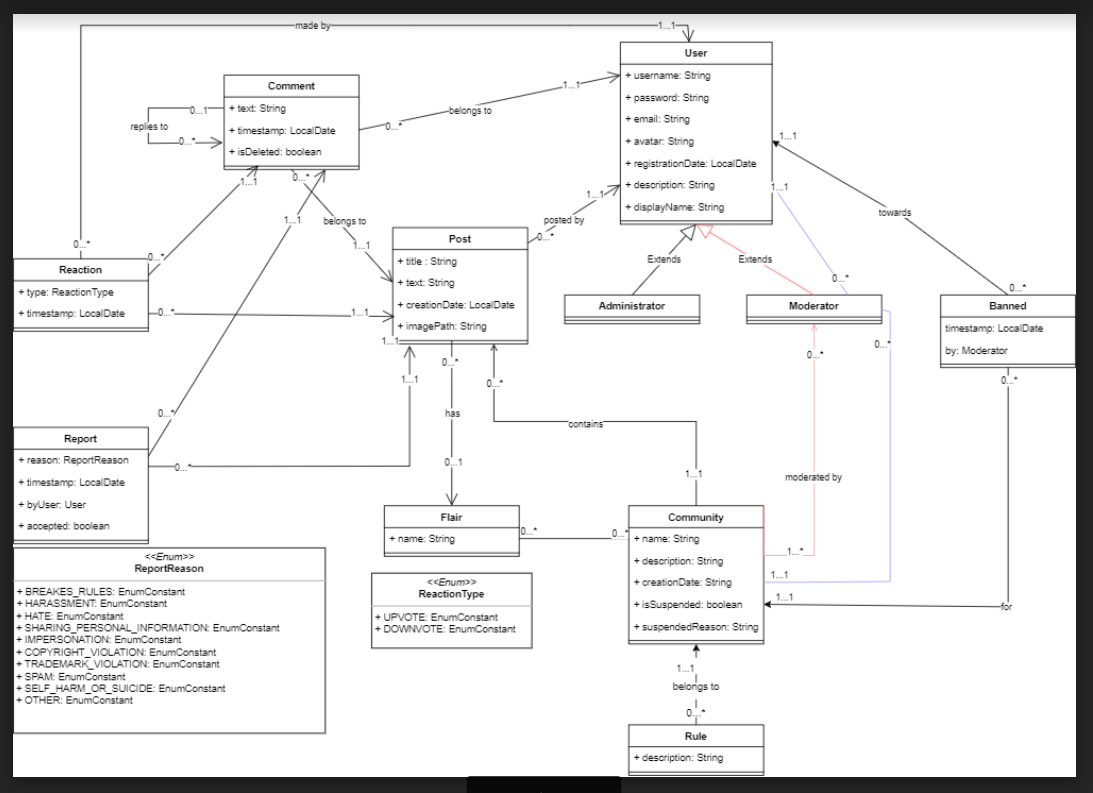 made by
1...1
User
+ username: String
+ password: String
+ email: String
+ avatar: String
+ registrationDate: LocalDate
+ description: String
+ displayName: String
Comment
+ text: String
+ timestamp: LocalDate
+ isDeleted: boolean
0...1
replies to
0...*
0...*
belongs to
1...1
1...1
0...*
1...1
belongs to
1...1
1...1
posted by
0...*
1...1
1...1
towards
0...*
0...*
0...*
Reaction
+ type: ReactionType
+ timestamp: LocalDate
0...*
1...1
Post
+ title : String
+ text: String
+ creationDate: LocalDate
+ imagePath: String
1...1
Extends
Extends
Administrator
Moderator
0...*
0...*
0...*
Banned
timestamp: LocalDate
by: Moderator
0...*
1...1
0...*
has
0...1
0...*
contains
1...1
moderated by
0...*
Report
+ reason: ReportReason
+ timestamp: LocalDate
+ byUser: User
+ accepted: boolean
0...*
Flair
+ name: String
0...*
0...*
Community
+ name: String
+ description: String
+ creationDate: String
+ isSuspended: boolean
+ suspendedReason: String
1...*
1...1
1...1
for
<<Enum>>
ReportReason
+ BREAKES_RULES: EnumConstant
+ HARASSMENT: EnumConstant
+ HATE: EnumConstant
+ SHARING_PERSONAL_INFORMATION: EnumConstant
+ IMPERSONATION: EnumConstant
+ COPYRIGHT_VIOLATION: EnumConstant
+ TRADEMARK_VIOLATION: EnumConstant
+ SPAM: EnumConstant
+ SELF_HARM_OR_SUICIDE: EnumConstant
+ OTHER: EnumConstant
<<Enum>>
ReactionType
+ UPVOTE: EnumConstant
+ DOWNVOTE: EnumConstant
1...1
belongs to
0...*
Rule
+ description: String